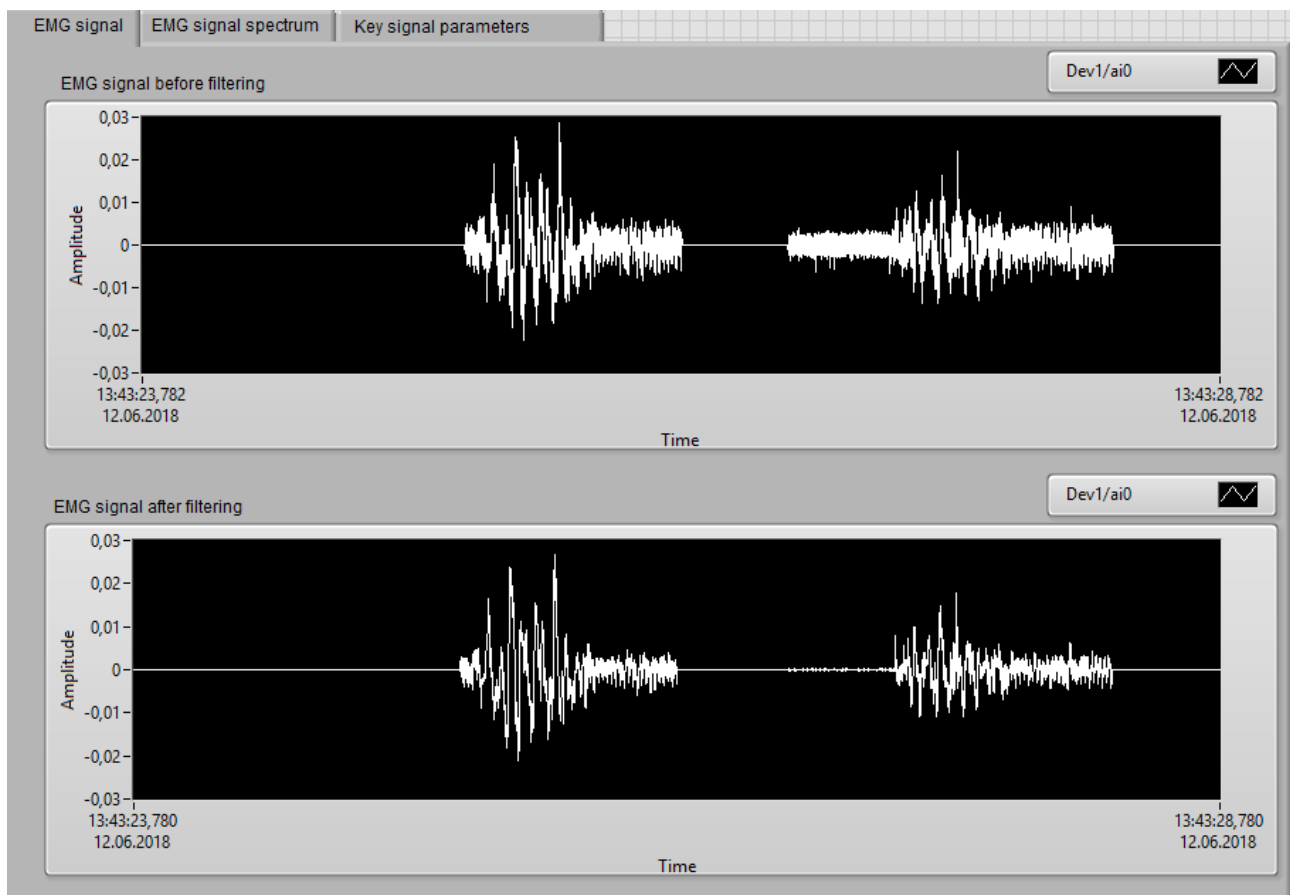 EMG signal
EMG signal spectrum
Key signal parameters
Dev1/ai0
EMG signal before filtering
0,03
0,02
0,01
0
-0,01
-0,02
-0,03
Amplitude
13:43:23,782
12.06.2018
13:43:28,782
12.06.2018
Time
Dev1/ai0
EMG signal after filtering
0,03
0,02
0,01
0
-0,01
-0,02
-0,03
Amplitude
13:43:23,780
12.06.2018
13:43:28,780
12.06.2018
Time